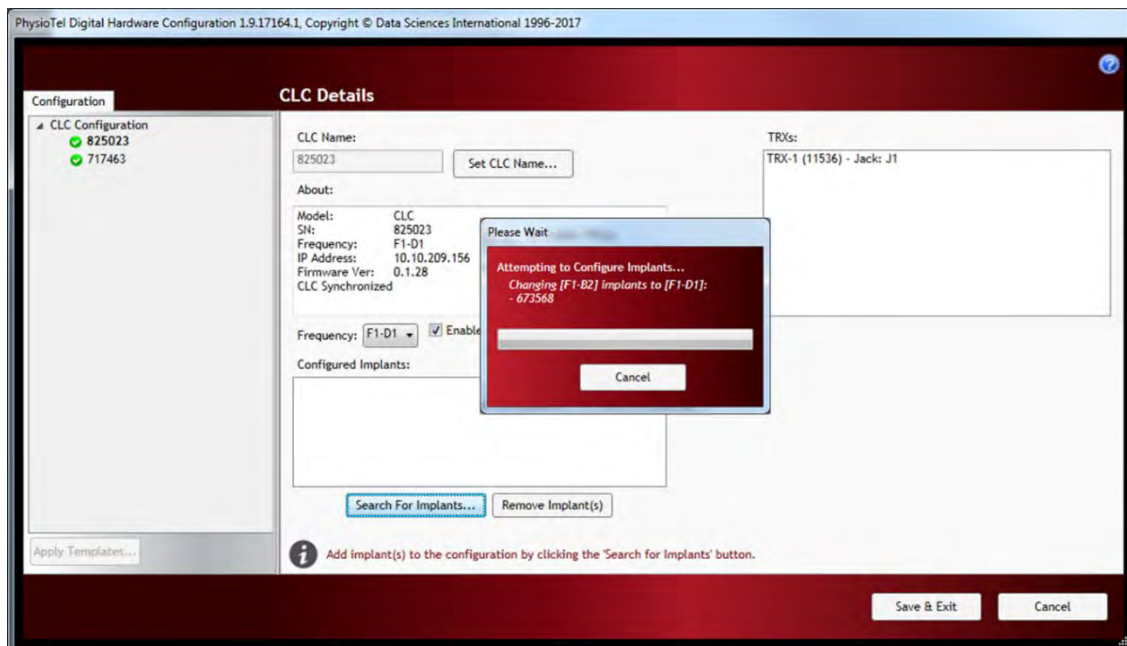 PhysioTel Digital Hardware Configuration 1.9.17164.1, Copyright © Data Sciences International 1996-2017
Configuration
CLC Configuration
825023
717463
Apply Templates...
CLC Details
CLC Name:
825023
Set CLC Name...
About:
Model: CLC
SN: 825023
Frequency: F1-D1
IP Address: 10.10.209.156
Firmware Ver: 0.1.28
CLC Synchronized
Frequency: F1-D1 Enable
Configured Implants:
Search For Implants... Remove Implant(s)
Add implant(s) to the configuration by clicking the 'Search for Implants' button.
TRXs:
TRX-1 (11536) - Jack: J1
Please Wait
Attempting to Configure Implants...
Changing [F1-B2] implants to [F1-D1]:
- 673568
Cancel
Save & Exit Cancel